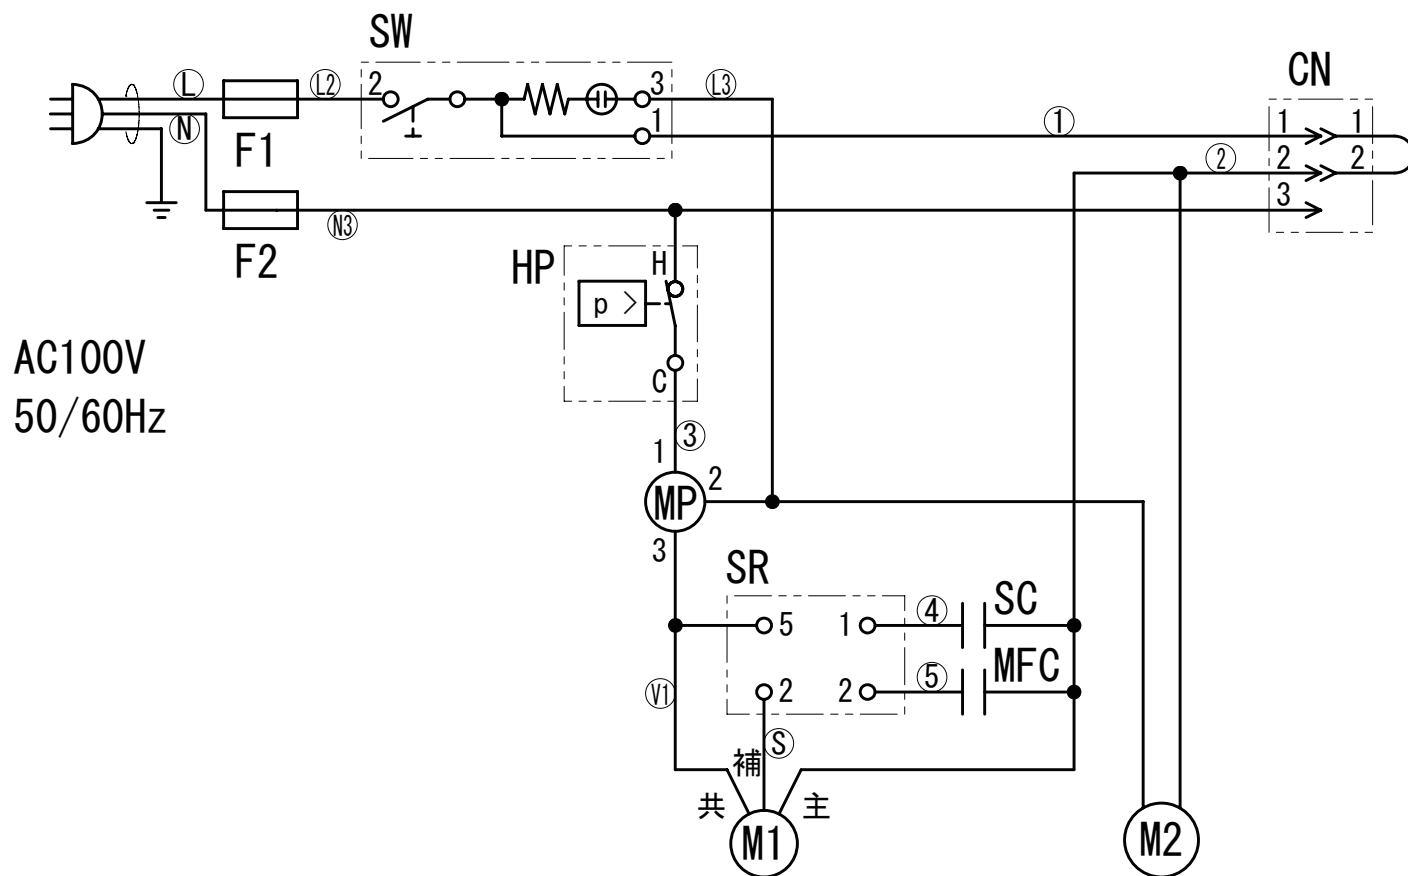 SW
CN
L
L2
2
3
L3
N
1
①
1
1
F1
②
2
2
3
N3
F2
HP
H
p >
C
AC100V
50/60Hz
③
1
2
MP
3
SR
SC
5
1
④
MFC
V1
2
2
⑤
S
補
共
主
M1
M2